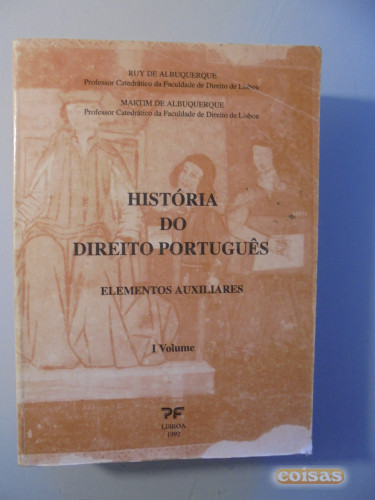 RUY DE ALBUQUERQUE
Professor Catedrático da Faculdade de Direito de Lisboa
MARTIM DE ALBUQUERQUE
Professor Catedrático da Faculdade de Direito de Lisboa
HISTÓRIA
DO
DIREITO PORTUGUÊS
ELEMENTOS AUXILIARES
I Volume
PF
LISBOA
1992
coisas